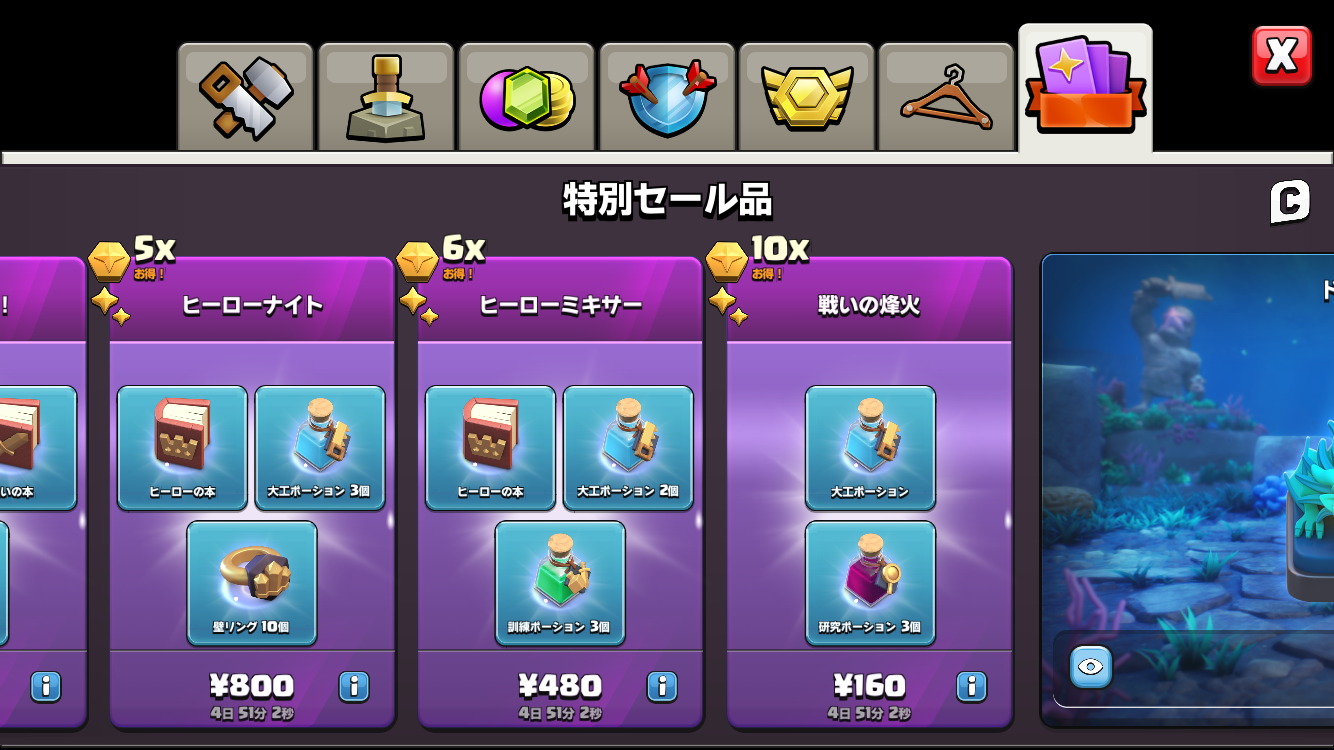 特別セール品
C
!
いの本
5x
お得!
ヒーローナイト
ヒーローの本
大工ポーション 3個
壁リング 10個
¥800
4日 51分 2秒
6x
お得!
ヒーローミキサー
ヒーローの本
大工ポーション 2個
訓練ポーション 3個
¥480
4日 51分 2秒
10x
お得!
戦いの烽火
大工ポーション
研究ポーション 3個
¥160
4日 51分 2秒